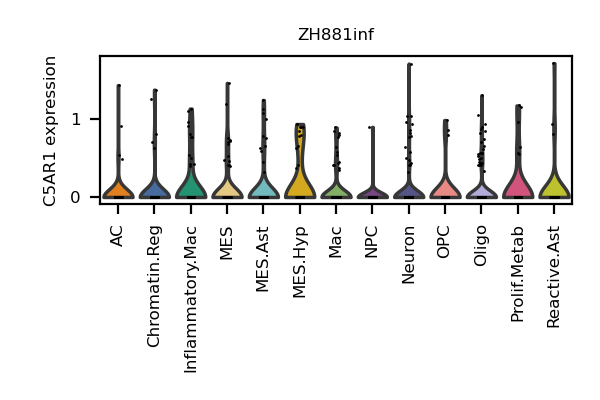 ZH881inf
C5AR1 expression
1
0
AC
Chromatin.Reg
Inflammatory.Mac
MES
MES.Ast
MES.Hyp
Mac
NPC
Neuron
OPC
Oligo
Prolif.Metab
Reactive.Ast